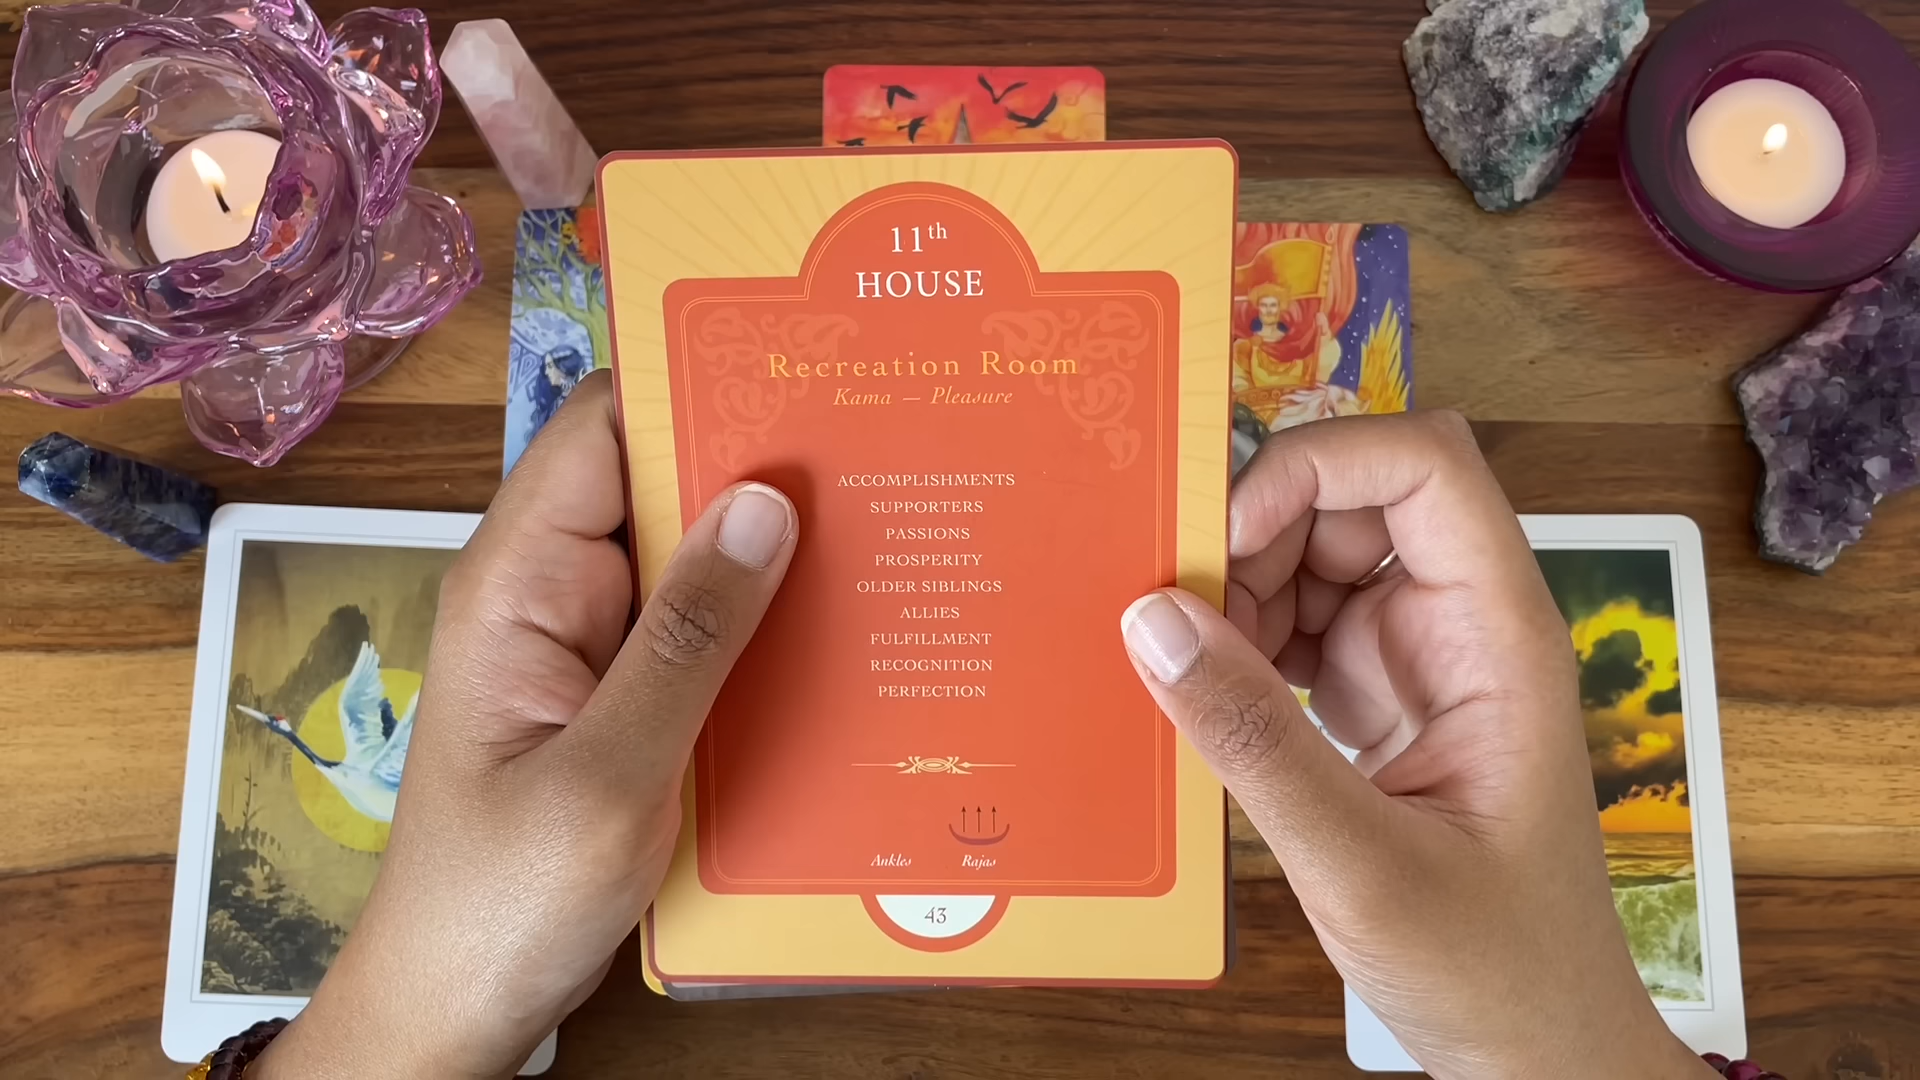 11th
HOUSE
Recreation Room
Kama — Pleasure
ACCOMPLISHMENTS
SUPPORTERS
PASSIONS
PROSPERITY
OLDER SIBLINGS
ALLIES
FULFILLMENT
RECOGNITION
PERFECTION
Ankles Rajas
43